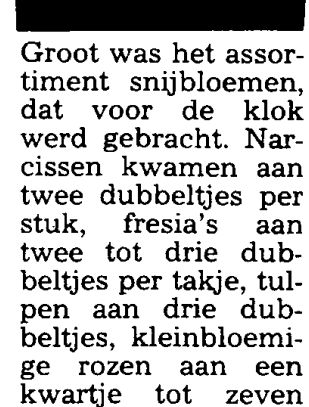 Groot was het assor-
timent snijbloemen,
dat voor de klok
werd gebracht. Nar-
cissen kwamen aan
twee dubbeltjes per
stuk, fresia's aan
twee tot drie dub-
beltjes per takje, tul-
pen aan drie dub-
beltjes, kleinbloemi-
ge rozen aan een
kwartje tot zeven